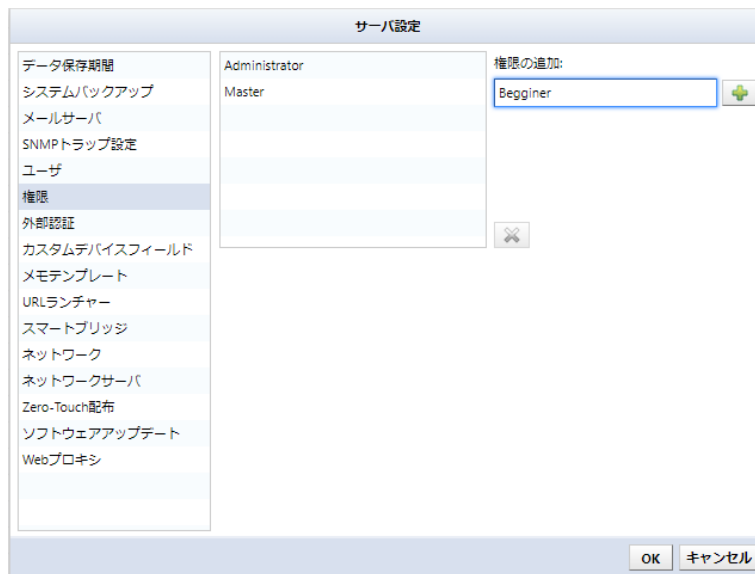 サーバ設定
データ保存期間
システムバックアップ
メールサーバ
SNMPトラップ設定
ユーザ
権限
外部認証
カスタムデバイスフィールド
メモテンプレート
URLランチャー
スマートブリッジ
ネットワーク
ネットワークサーバ
Zero-Touch配布
ソフトウェアアップデート
Webプロキシ
Administrator
Master
権限の追加:
Begginer
OK
キャンセル